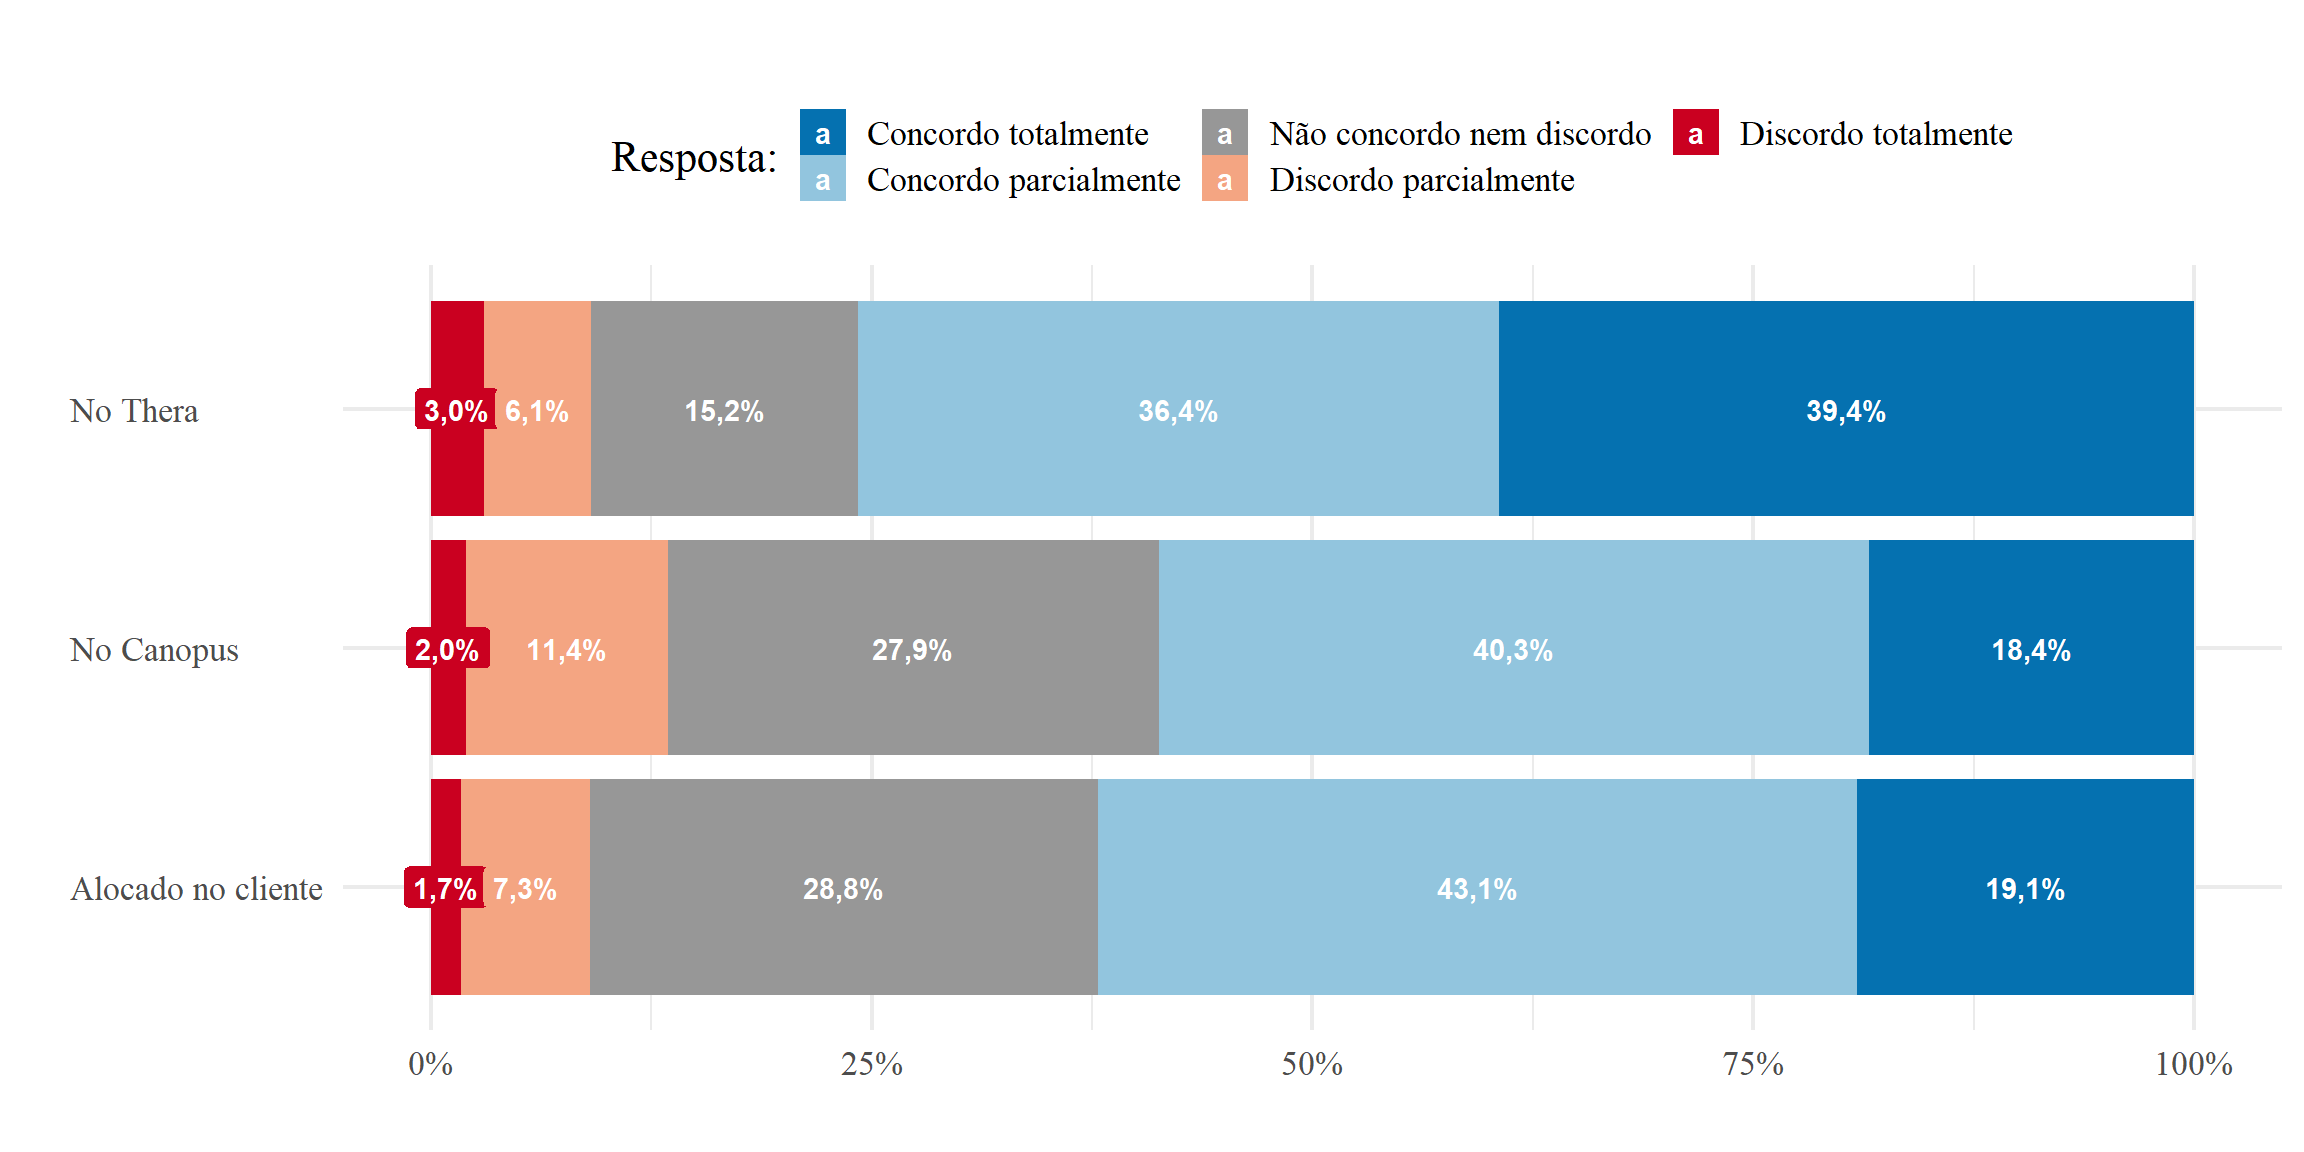 Resposta:
a Concordo totalmente a Não concordo nem discordo a Discordo totalmente
a Concordo parcialmente a Discordo parcialmente
No Thera 3,0% 6,1% 15,2% 36,4% 39,4%
No Canopus 2,0% 11,4% 27,9% 40,3% 18,4%
Alocado no cliente 1,7% 7,3% 28,8% 43,1% 19,1%
0% 25% 50% 75% 100%